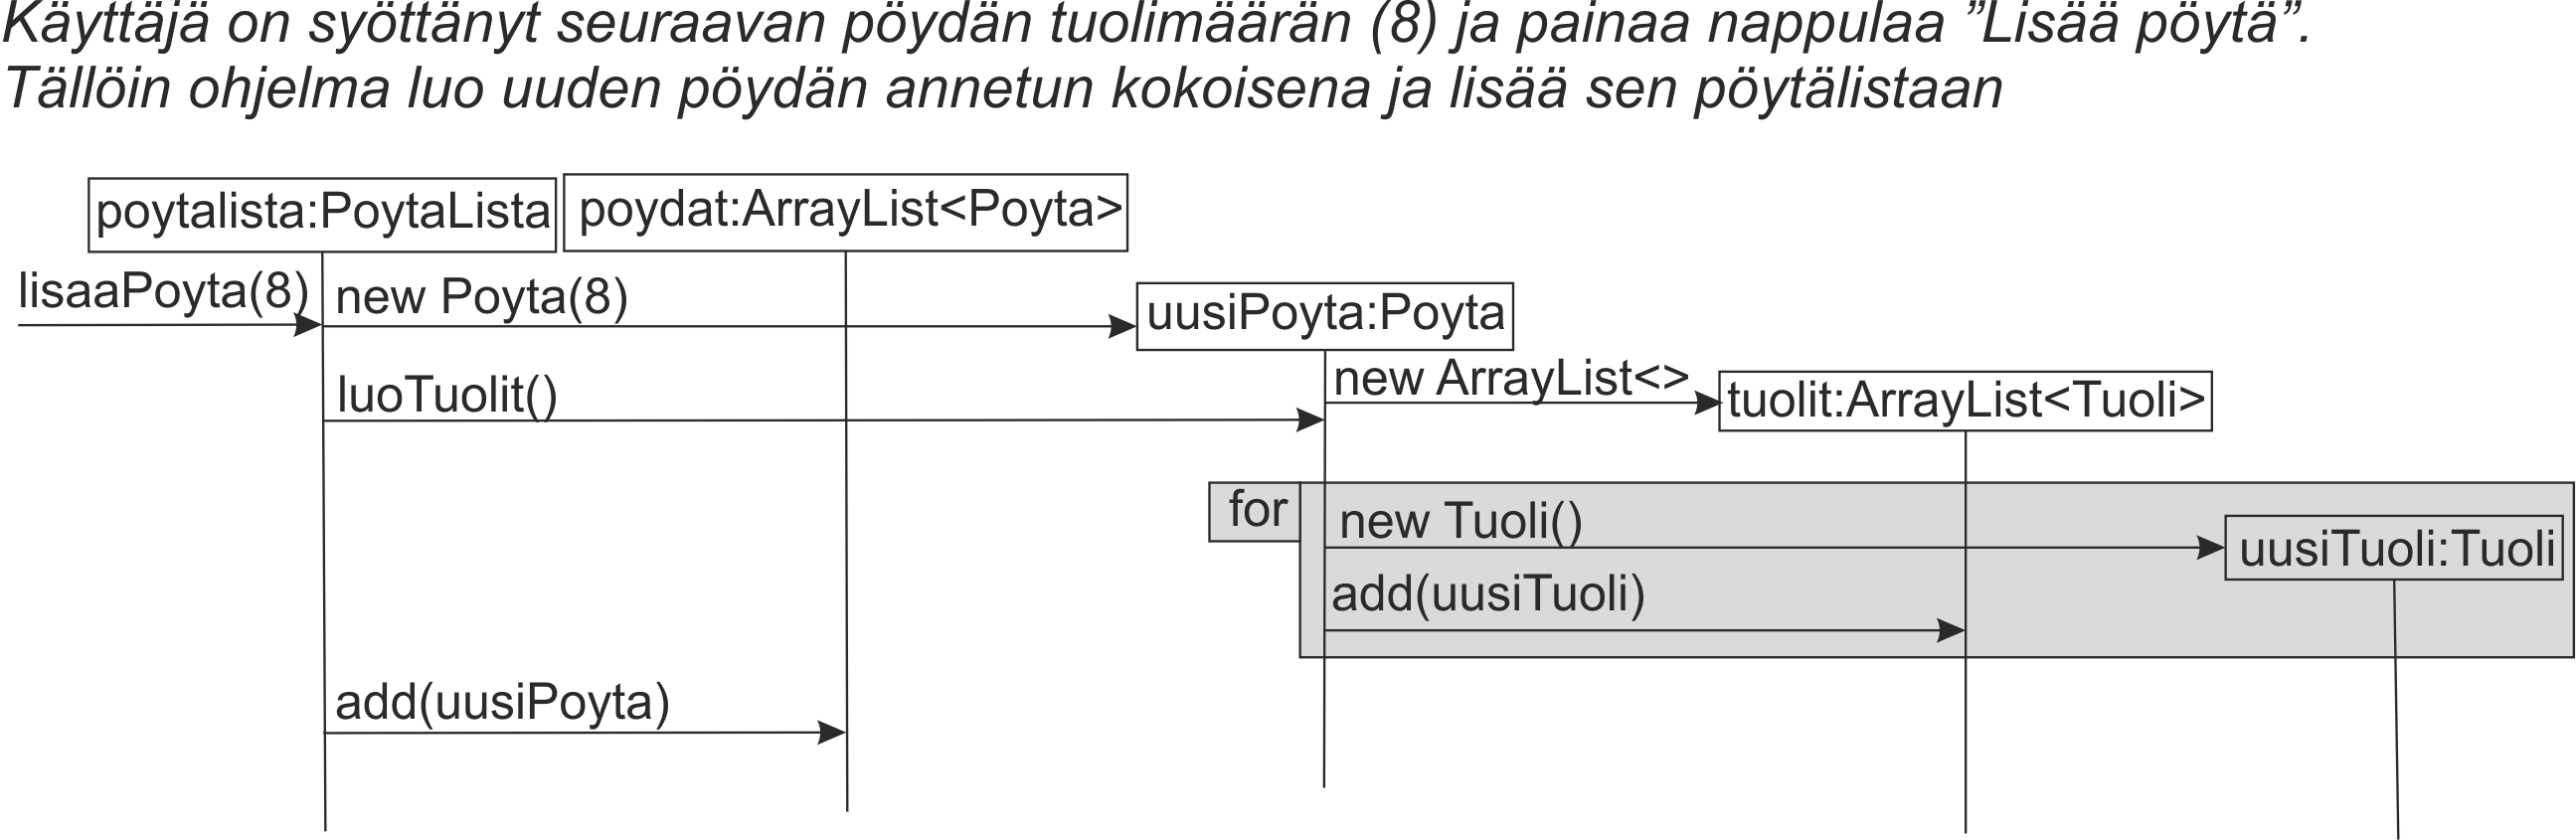 Käyttäjä on syöttänyt seuraavan pöydän tuolimäärän (8) ja painaa nappulaa ”Lisää pöytä”.
Tällöin ohjelma luo uuden pöydän annetun kokoisena ja lisää sen pöytälistaan
poytalista:PoytaLista
poydat:ArrayList<Poyta>
lisaaPoyta(8)
new Poyta(8)
uusiPoyta:Poyta
luoTuolit()
new ArrayList<>
tuolit:ArrayList<Tuoli>
for
new Tuoli()
uusiTuoli:Tuoli
add(uusiTuoli)
add(uusiPoyta)